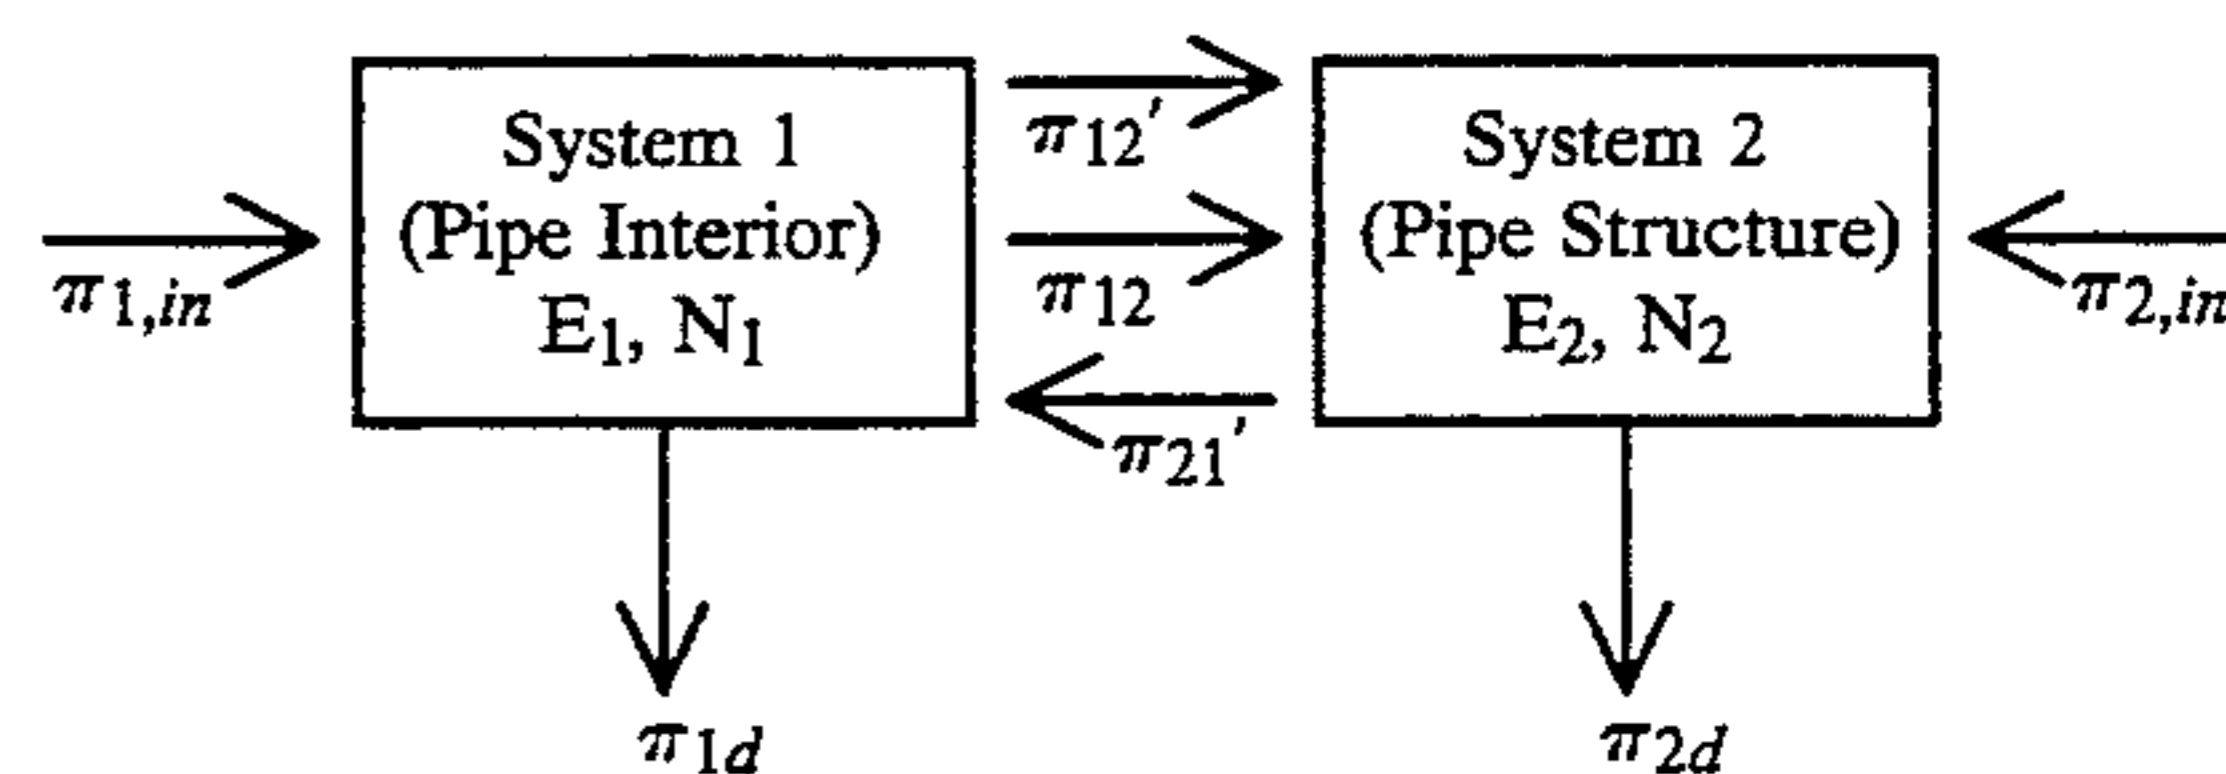 System 1
(Pipe Interior)
E₁, N₁
π₁,in
π₁₂′
π₁₂
π₂₁′
System 2
(Pipe Structure)
E₂, N₂
π₂,in
π₁d
π₂d